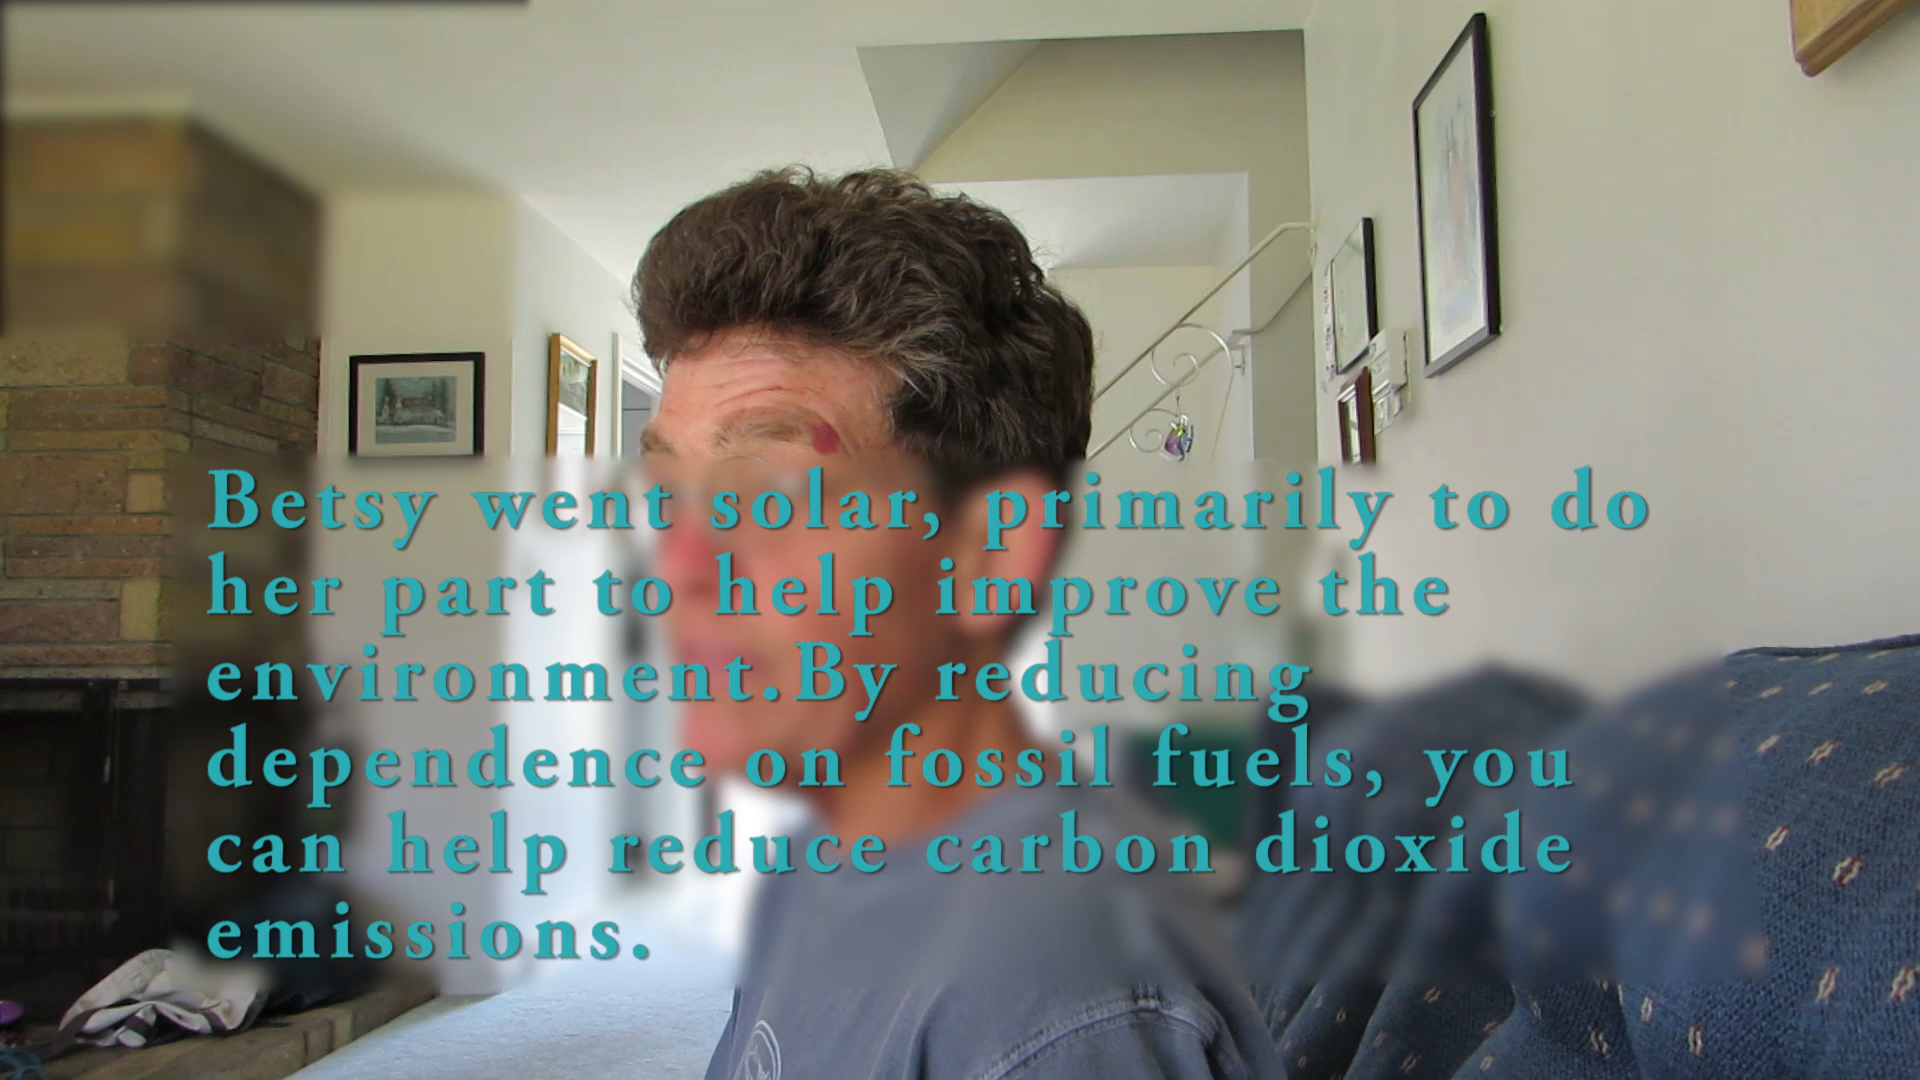 Betsy went solar, primarily to do
her part to help improve the
environment.By reducing
dependence on fossil fuels, you
can help reduce carbon dioxide
emissions.